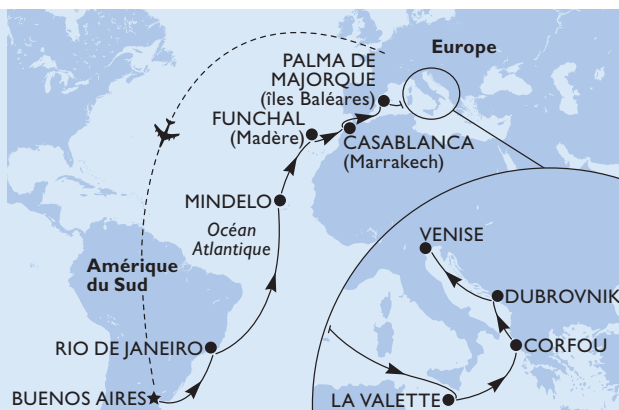 Europe
PALMA DE
MAJORQUE
(îles Baléares)
FUNCHAL
(Madère)
CASABLANCA
(Marrakech)
MINDELO
Océan
Atlantique
VENISE
Amérique
du Sud
DUBROVNIK
RIO DE JANEIRO
CORFOU
BUENOS AIRES
LA VALETTE